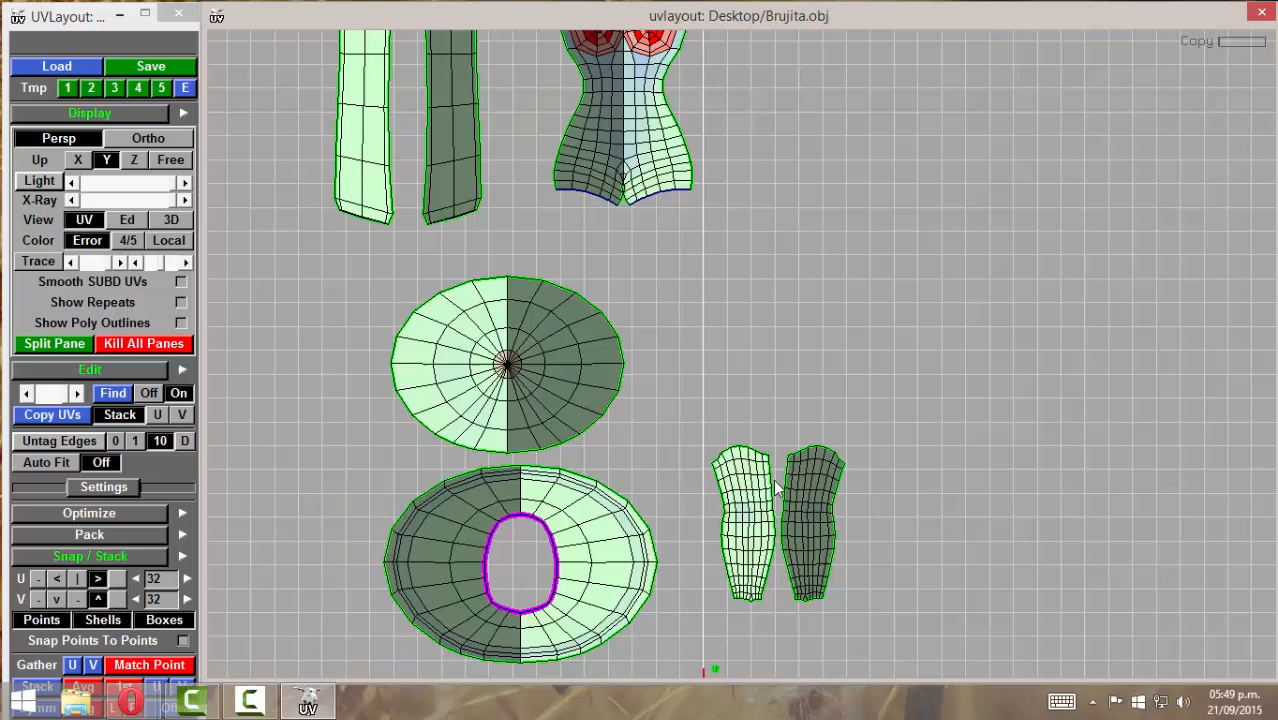 UVLayout: ...
uvlayout: Desktop/Brujita.obj
Copy
Load Save
Tmp 1 2 3 4 5 E
Display
Persp Ortho
Up X Y Z Free
Light
X-Ray
View UV Ed 3D
Color Error 4/5 Local
Trace
Smooth SUBD UVs
Show Repeats
Show Poly Outlines
Split Pane Kill All Panes
Edit
Find Off On
Copy UVs Stack U V
Untag Edges 0 1 10 D
Auto Fit Off
Settings
Optimize
Pack
Snap / Stack
U - < | > 32
V - v - ^ 32
Points Shells Boxes
Snap Points To Points
Gather U V Match Point
UV
05:49 p.m.
21/09/2015